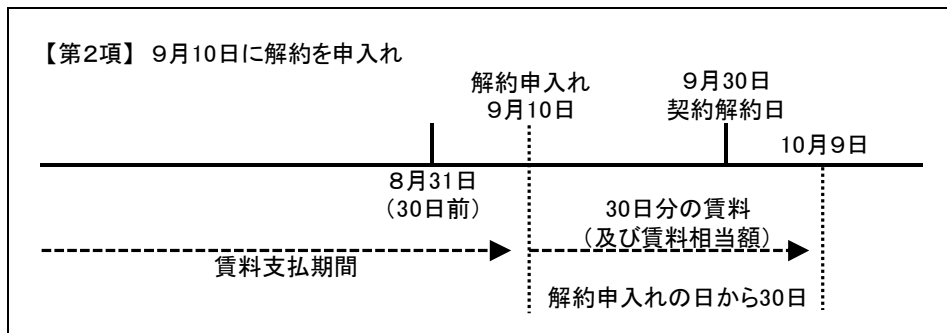 【第2項】 9月10日に解約を申入れ
解約申入れ
9月10日
9月30日
契約解約日
10月9日
8月31日
（30日前）
30日分の賃料
（及び賃料相当額）
賃料支払期間
解約申入れの日から30日